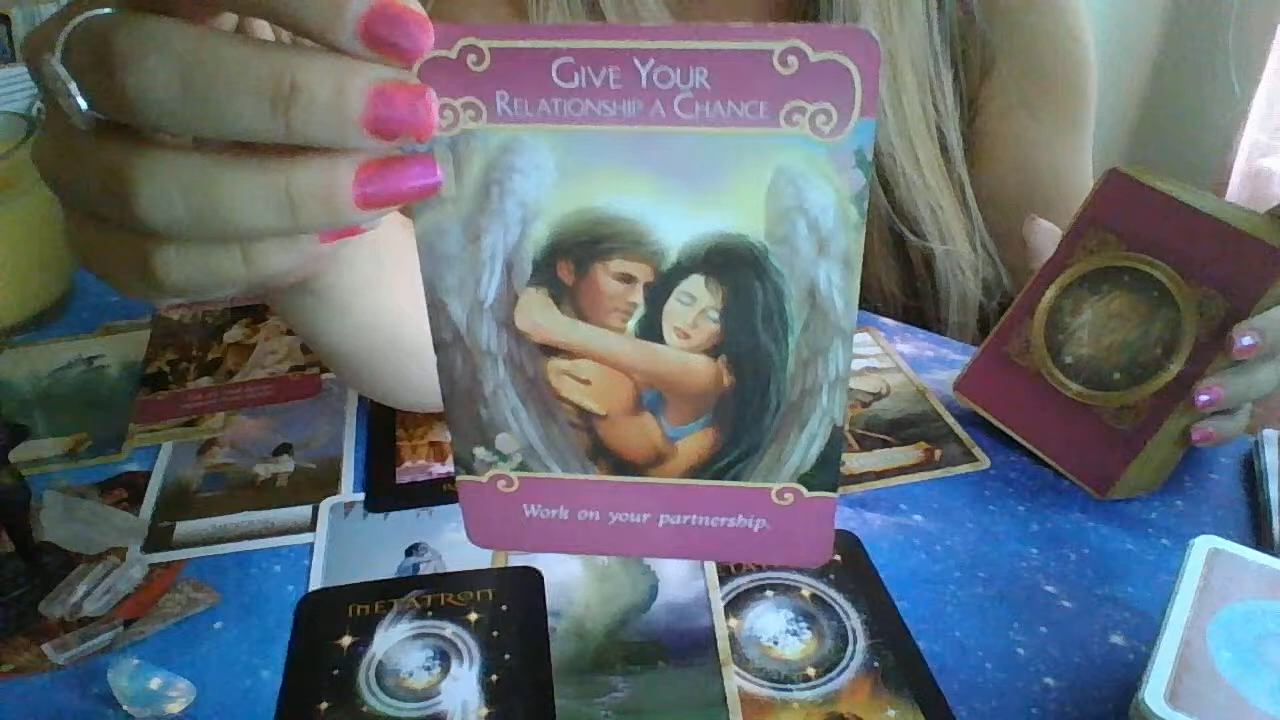 GIVE YOUR
RELATIONSHIP A CHANCE
Work on your partnership.
METATRON